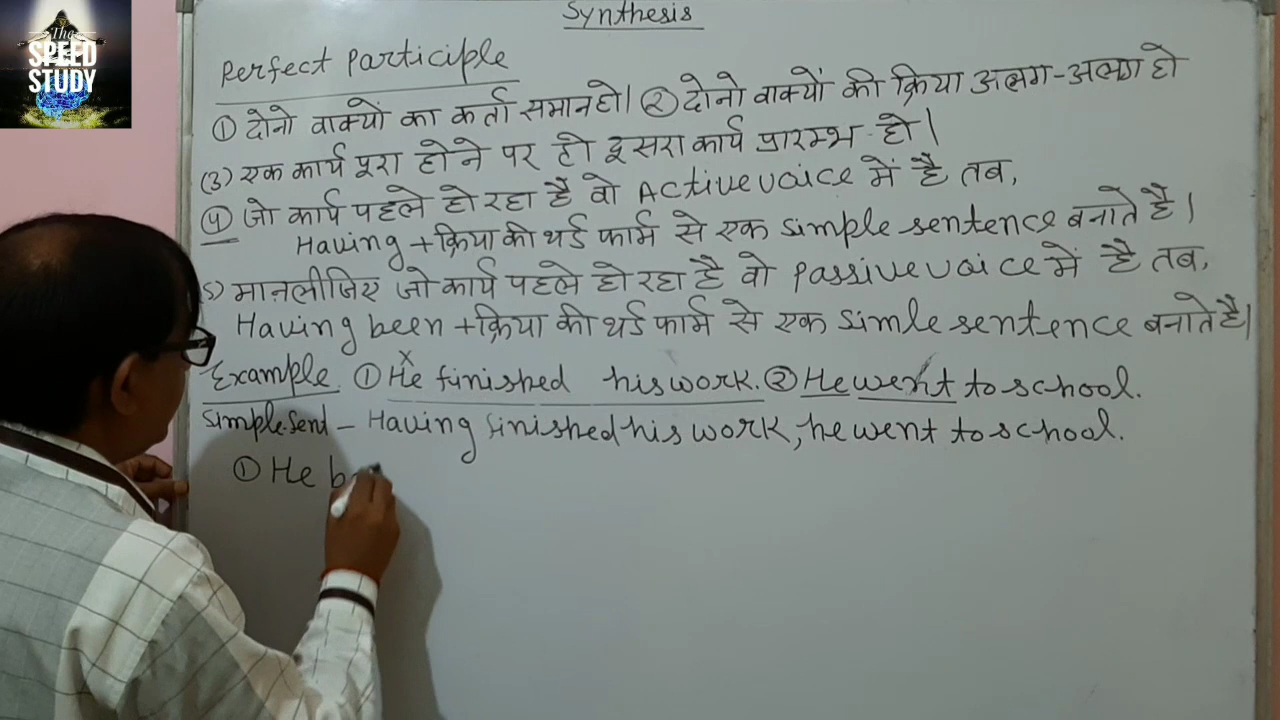 The
SPEED
STUDY
Synthesis
Perfect Participle
① दोनो वाक्यों का कर्ता समान हो। ② दोनो वाक्यों की क्रिया अलग-अलग हो
(3) एक कार्य पूरा होने पर ही दूसरा कार्य प्रारम्भ हो।
④ जो कार्य पहले हो रहा है वो Active voice में है तब,
Having + क्रिया की थर्ड फार्म से एक simple sentence बनाते है।
5) मानलीजिए जो कार्य पहले हो रहा है वो passive voice में है तब,
Having been + क्रिया की थर्ड फार्म से एक simle sentence बनाते है।
x
Example ① He finished his work. ② He went to school.
Simple.Sent - Having finished his work, he went to school.
① He